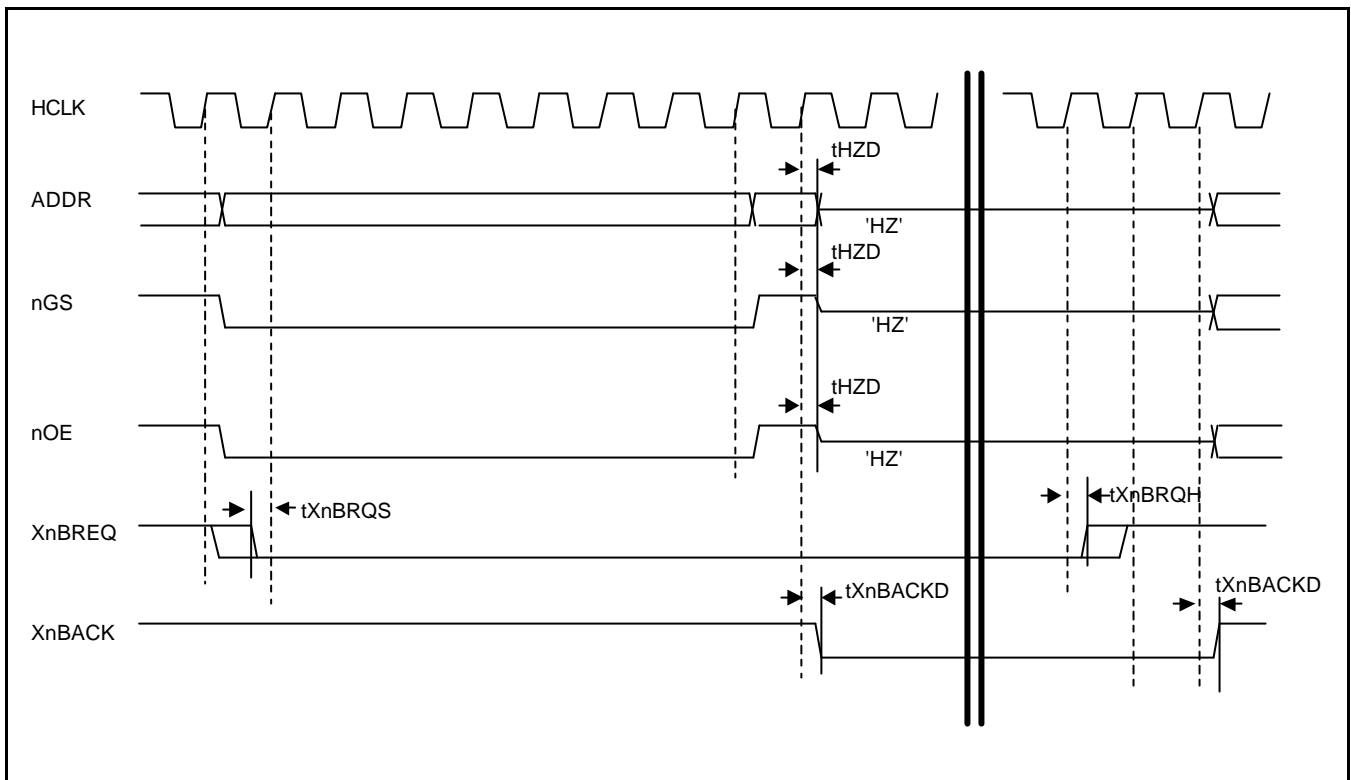 HCLK
tHZD
ADDR
'HZ'
tHZD
nGS
'HZ'
tHZD
nOE
'HZ'
tXnBRQS
tXnBRQH
XnBREQ
tXnBACKD
tXnBACKD
XnBACK